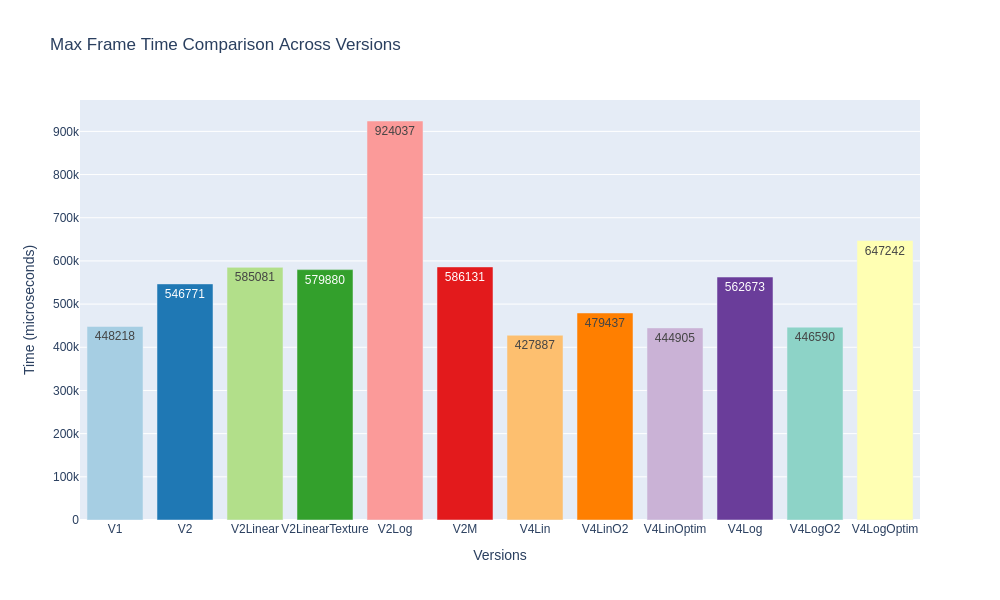 Max Frame Time Comparison Across Versions
Time (microseconds)
900k
800k
700k
600k
500k
400k
300k
200k
100k
0
448218
546771
585081
579880
924037
586131
427887
479437
444905
562673
446590
647242
V1 V2 V2Linear V2LinearTexture V2Log V2M V4Lin V4LinO2 V4LinOptim V4Log V4LogO2 V4LogOptim
Versions